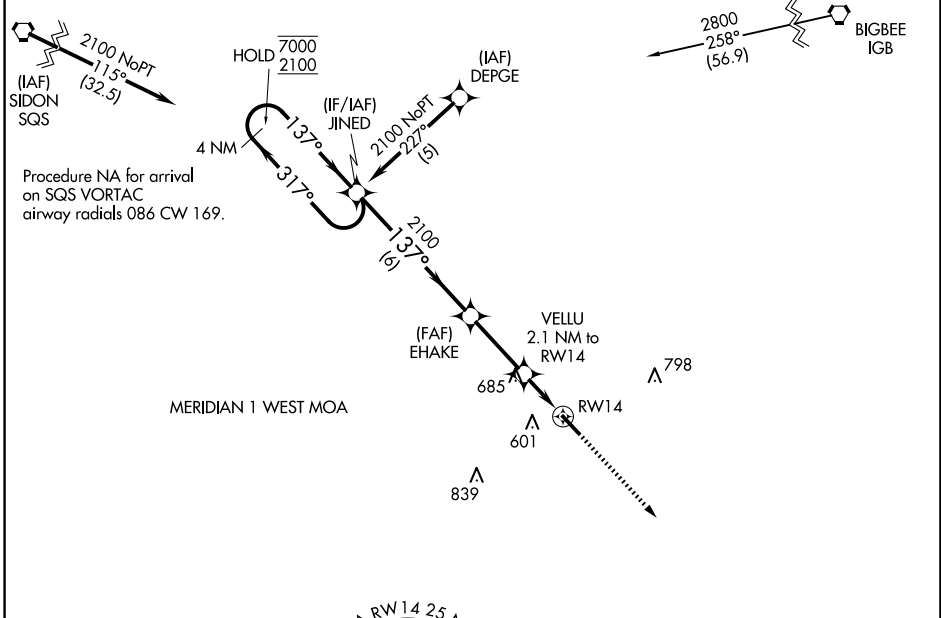 (IAF)
SIDON
SQS
2100 NoPT
115°
(32.5)
HOLD 7000
2100
4 NM
137°
317°
(IF/IAF)
JINED
(IAF)
DEPGE
2100 NoPT
227°
(5)
2800
258°
(56.9)
BIGBEE
IGB
Procedure NA for arrival
on SQS VORTAC
airway radials 086 CW 169.
2100
137°
(6)
(FAF)
EHAKE
VELLU
2.1 NM to
RW14
685
798
RW14
601
839
MERIDIAN 1 WEST MOA
RW14 25